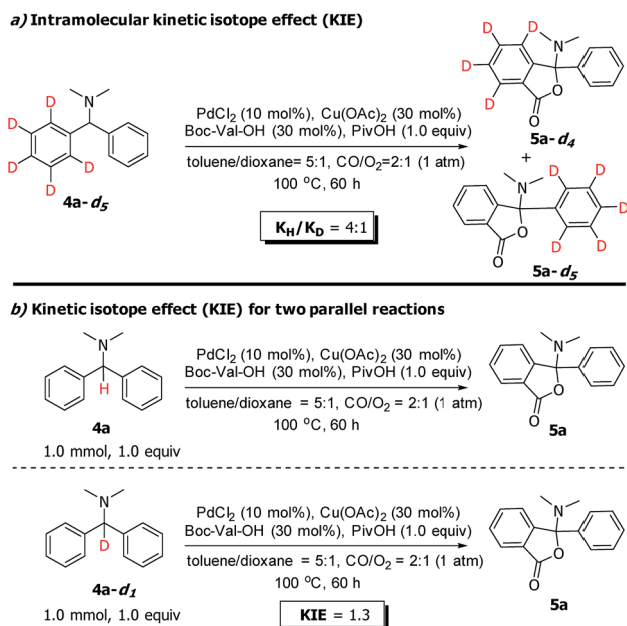 a) Intramolecular kinetic isotope effect (KIE)
D
D
D
D
D
N
4a-d5
PdCl2 (10 mol%), Cu(OAc)2 (30 mol%)
Boc-Val-OH (30 mol%), PivOH (1.0 equiv)
toluene/dioxane= 5:1, CO/O2=2:1 (1 atm)
100 oC, 60 h
KH/KD = 4:1
D
D
D
D
N
O
O
5a-d4
+
N
O
O
D
D
D
D
D
5a-d5
b) Kinetic isotope effect (KIE) for two parallel reactions
N
H
4a
1.0 mmol, 1.0 equiv
PdCl2 (10 mol%), Cu(OAc)2 (30 mol%)
Boc-Val-OH (30 mol%), PivOH (1.0 equiv)
toluene/dioxane = 5:1, CO/O2 = 2:1 (1 atm)
100 oC, 60 h
N
O
O
5a
N
D
4a-d1
1.0 mmol, 1.0 equiv
PdCl2 (10 mol%), Cu(OAc)2 (30 mol%)
Boc-Val-OH (30 mol%), PivOH (1.0 equiv)
toluene/dioxane = 5:1, CO/O2 = 2:1 (1 atm)
100 oC, 60 h
KIE = 1.3
N
O
O
5a